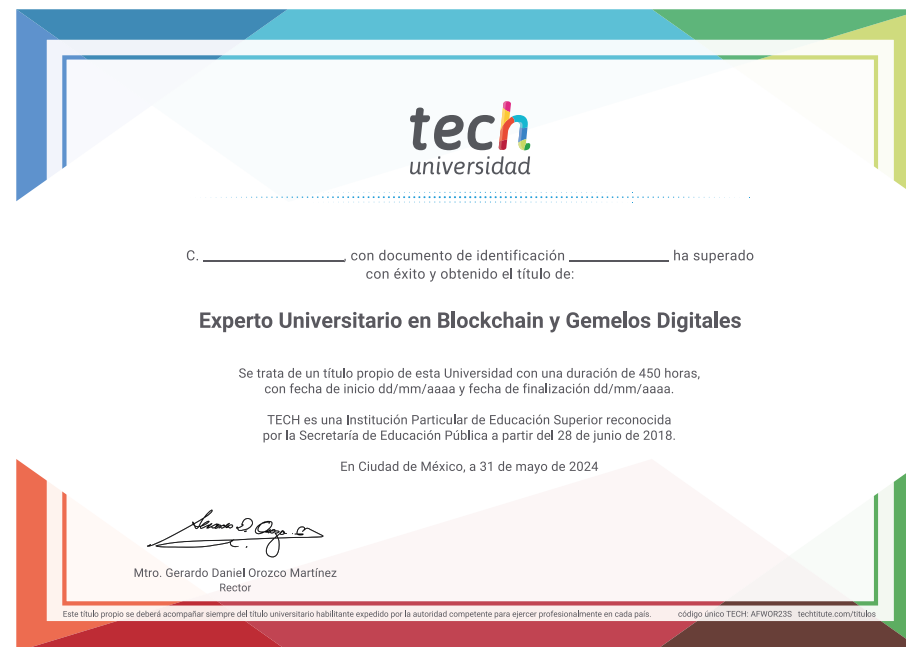 tech
universidad
C. ____________, con documento de identificación ____________ ha superado
con éxito y obtenido el título de:
Experto Universitario en Blockchain y Gemelos Digitales
Se trata de un título propio de esta Universidad con una duración de 450 horas,
con fecha de inicio dd/mm/aaaa y fecha de finalización dd/mm/aaaa.
TECH es una Institución Particular de Educación Superior reconocida
por la Secretaría de Educación Pública a partir del 28 de junio de 2018.
En Ciudad de México, a 31 de mayo de 2024
Mtro. Gerardo Daniel Orozco Martínez
Rector
Este título propio se deberá acompañar siempre del título universitario habilitante expedido por la autoridad competente para ejercer profesionalmente en cada país. código único TECH: AFWOR23S techtitute.com/titulos